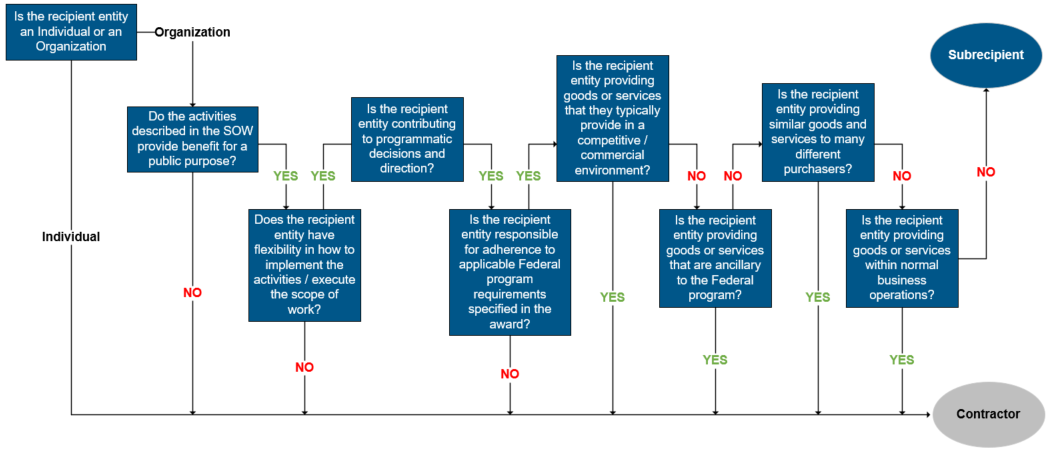 Is the recipient entity
an Individual or an
Organization
Organization
Individual
Do the activities
described in the SOW
provide benefit for a
public purpose?
YES
NO
Does the recipient
entity have
flexibility in how to
implement the
activities / execute
the scope of
work?
YES
NO
Is the recipient
entity contributing
to programmatic
decisions and
direction?
YES
Is the recipient
entity responsible
for adherence to
applicable Federal
program
requirements
specified in the
award?
YES
NO
Is the recipient
entity providing
goods or services
that they typically
provide in a
competitive /
commercial
environment?
NO
YES
Is the recipient
entity providing
goods or services
that are ancillary
to the Federal
program?
NO
YES
Is the recipient
entity providing
similar goods and
services to many
different
purchasers?
NO
YES
Is the recipient
entity providing
goods or services
within normal
business
operations?
NO
YES
Subrecipient
Contractor